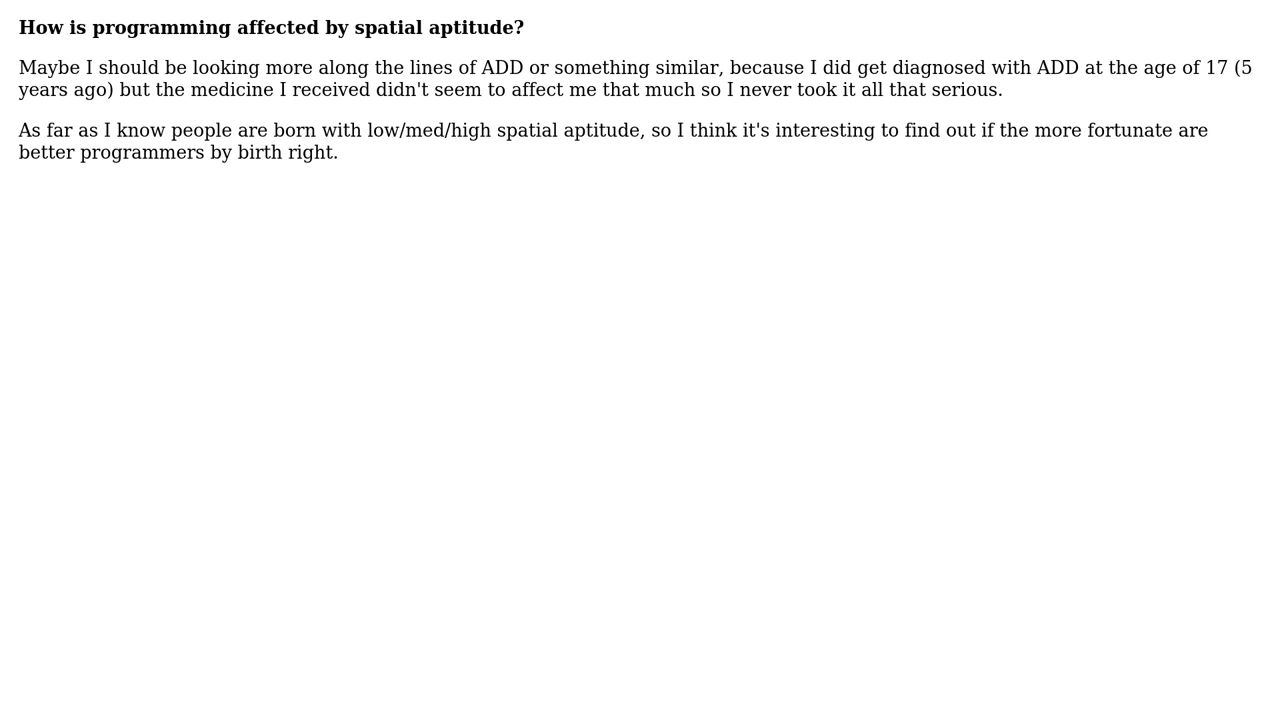 How is programming affected by spatial aptitude?
Maybe I should be looking more along the lines of ADD or something similar, because I did get diagnosed with ADD at the age of 17 (5
years ago) but the medicine I received didn't seem to affect me that much so I never took it all that serious.
As far as I know people are born with low/med/high spatial aptitude, so I think it's interesting to find out if the more fortunate are
better programmers by birth right.